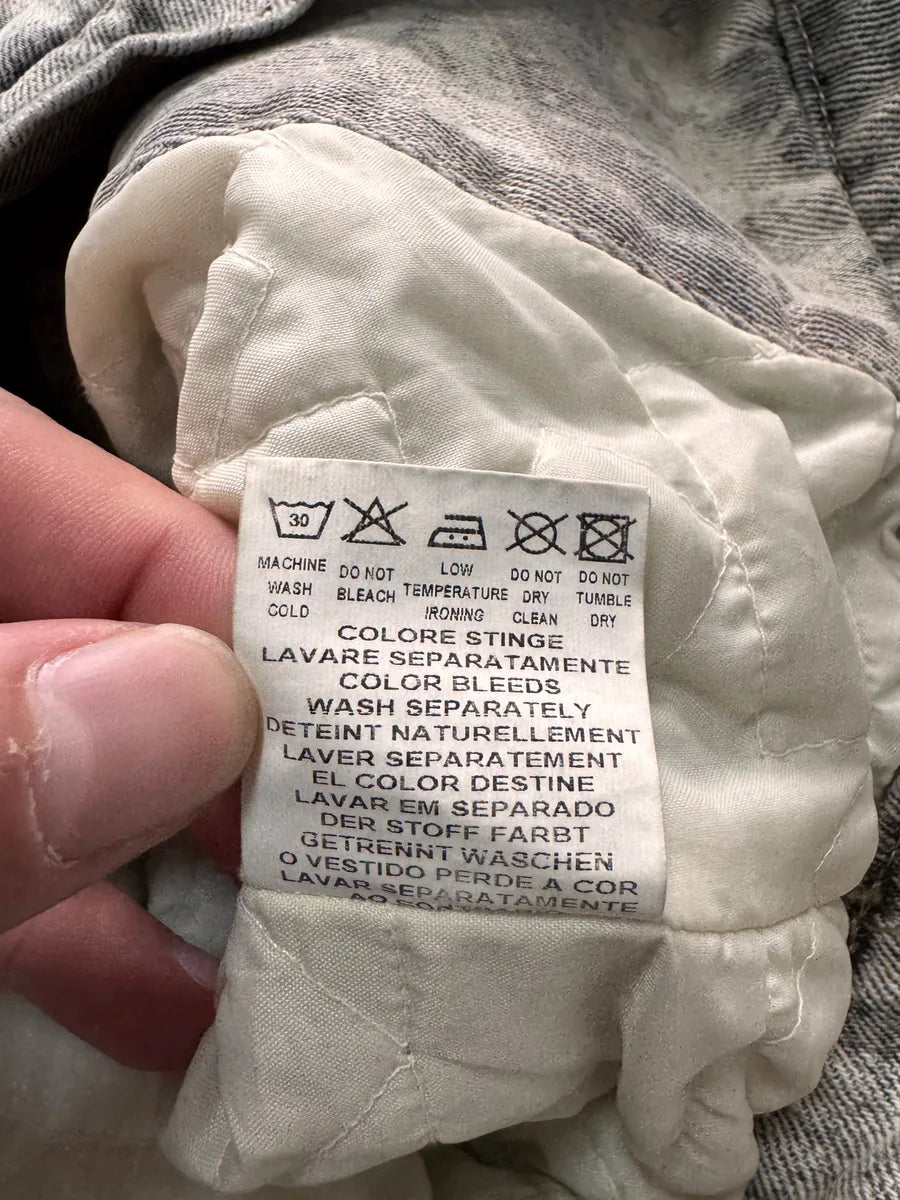 30
MACHINE WASH COLD
DO NOT BLEACH
LOW TEMPERATURE IRONING
DO NOT DRY CLEAN
DO NOT TUMBLE DRY
COLORE STINGE
LAVARE SEPARATAMENTE
COLOR BLEEDS
WASH SEPARATELY
DETEINT NATURELLEMENT
LAVER SEPARATEMENT
EL COLOR DESTINE
LAVAR EM SEPARADO
DER STOFF FARBT
GETRENNT WASCHEN
O VESTIDO PERDE A COR
LAVAR SEPARATAMENTE